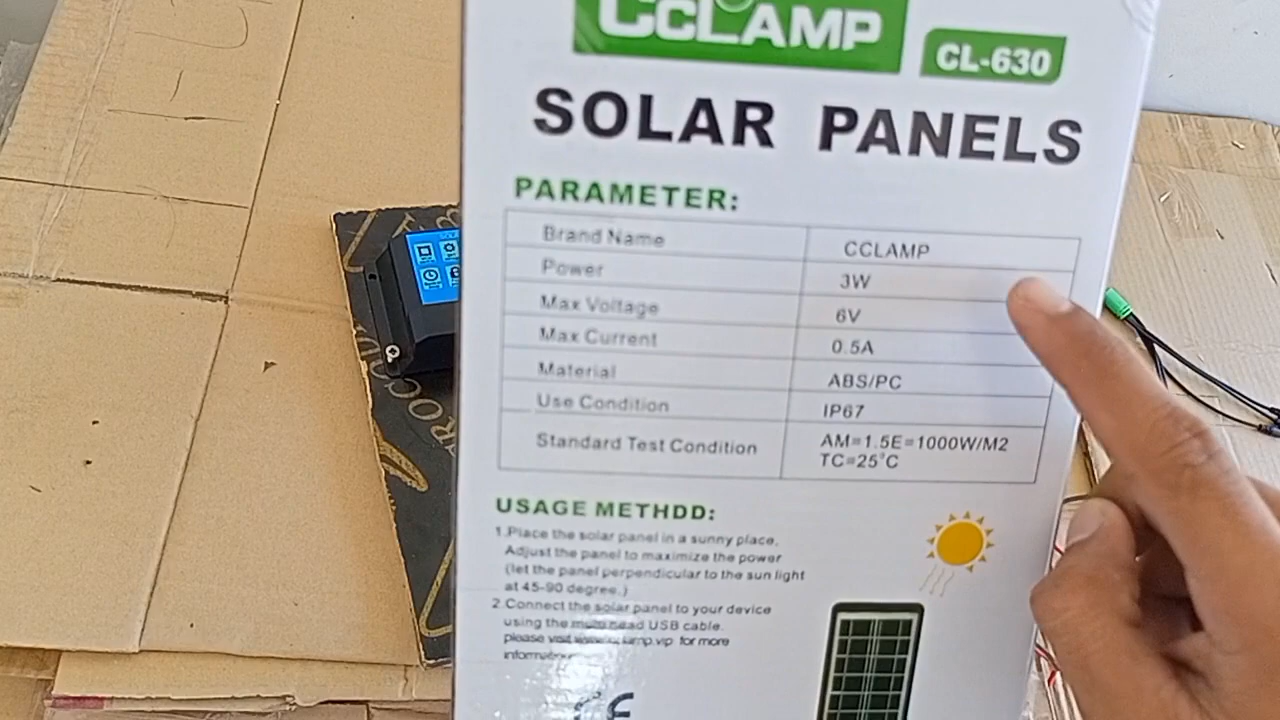 CCLAMP
CL-630
SOLAR PANELS
PARAMETER:
Brand Name CCLAMP
Power 3W
Max Voltage 6V
Max Current 0.5A
Material ABS/PC
Use Condition IP67
Standard Test Condition AM=1.5E=1000W/M2
TC=25°C
USAGE METHDD:
1.Place the solar panel in a sunny place,
Adjust the panel to maximize the power
(let the panel perpendicular to the sun light
at 45-90 degree.)
2.Connect the solar panel to your device
using the multi head USB cable.
please visit for more
CE